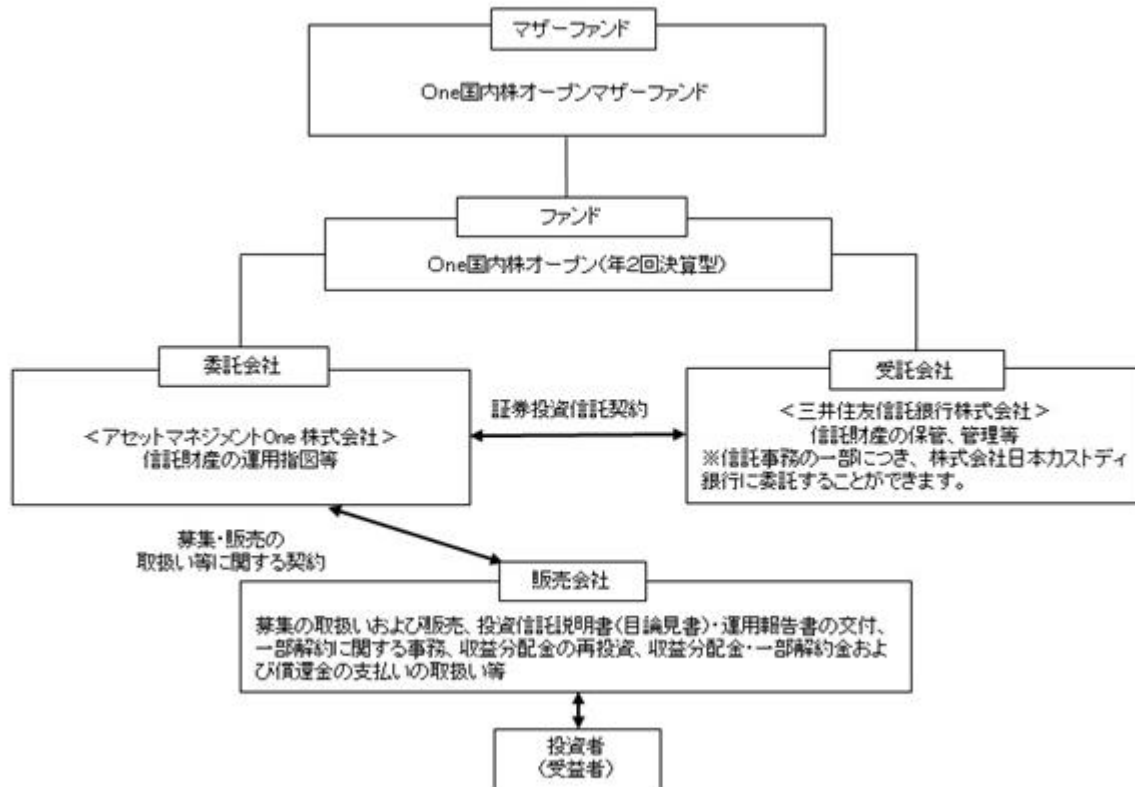 マザーファンド
One国内株オープンマザーファンド
ファンド
One国内株オープン(年2回決算型)
委託会社
<アセットマネジメントOne 株式会社>
信託財産の運用指図等
証券投資信託契約
受託会社
<三井住友信託銀行株式会社>
信託財産の保管、管理等
※信託事務の一部につき、株式会社日本カストディ
銀行に委託することができます。
募集・販売の
取扱い等に関する契約
販売会社
募集の取扱いおよび販売、投資信託説明書(目論見書)・運用報告書の交付、
一部解約に関する事務、収益分配金の再投資、収益分配金・一部解約金およ
び償還金の支払いの取扱い等
投資者
(受益者)